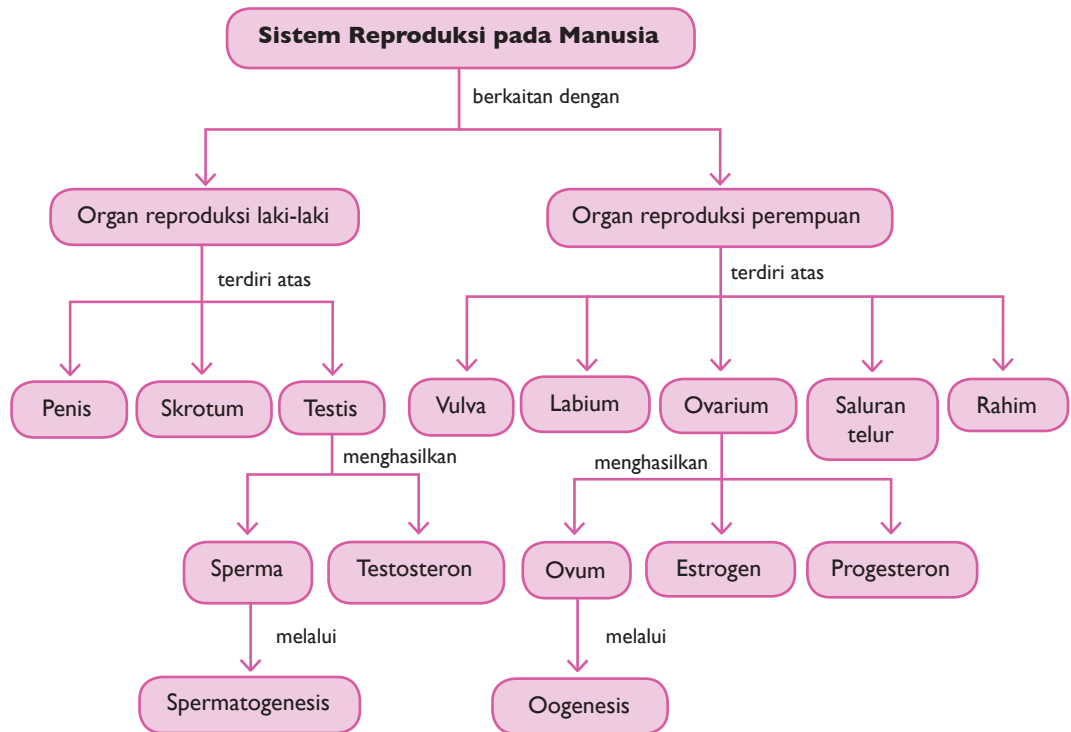 Sistem Reproduksi pada Manusia
berkaitan dengan
Organ reproduksi laki-laki
Organ reproduksi perempuan
terdiri atas
terdiri atas
Penis
Skrotum
Testis
Vulva
Labium
Ovarium
Saluran
telur
Rahim
menghasilkan
menghasilkan
Sperma
Testosteron
Ovum
Estrogen
Progesteron
melalui
melalui
Spermatogenesis
Oogenesis